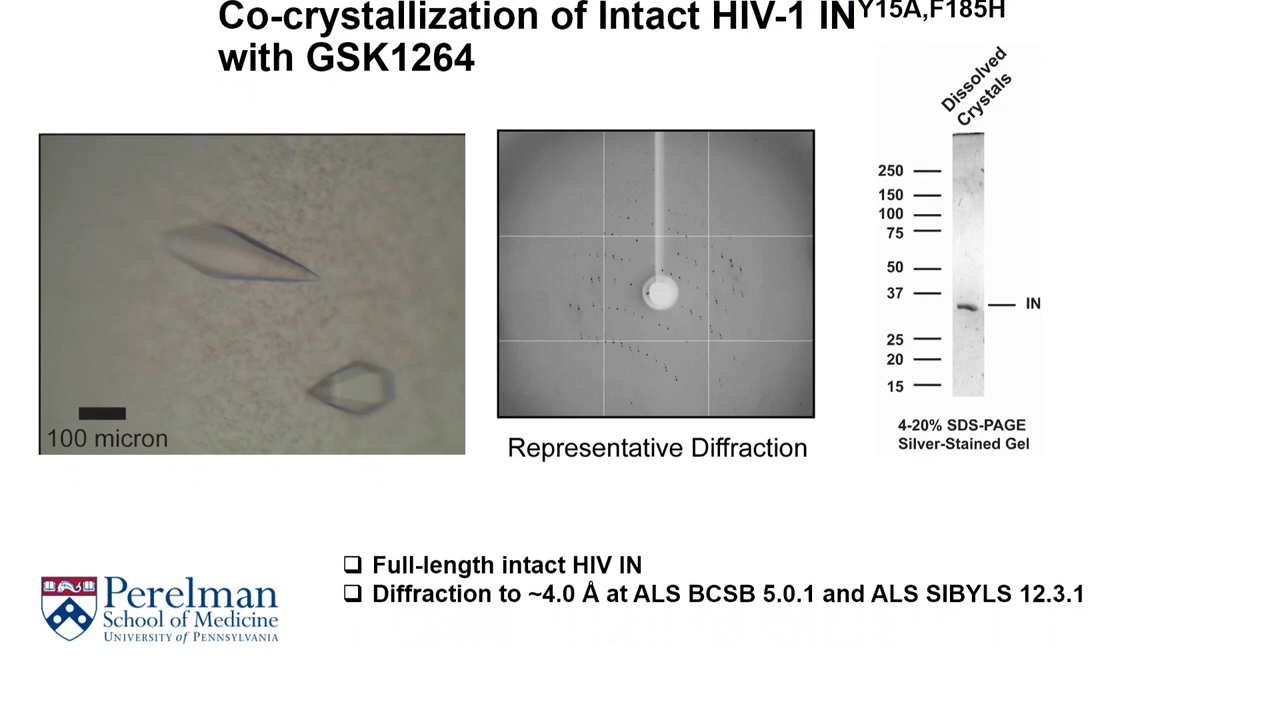 Co-crystallization of Intact HIV-1 IN^Y15A,F185H
with GSK1264
Dissolved
Crystals
250
150
100
75
50
37
IN
25
20
15
100 micron
Representative Diffraction
4-20% SDS-PAGE
Silver-Stained Gel
❑ Full-length intact HIV IN
❑ Diffraction to ~4.0 Å at ALS BCSB 5.0.1 and ALS SIBYLS 12.3.1
Perelman
School of Medicine
University of Pennsylvania